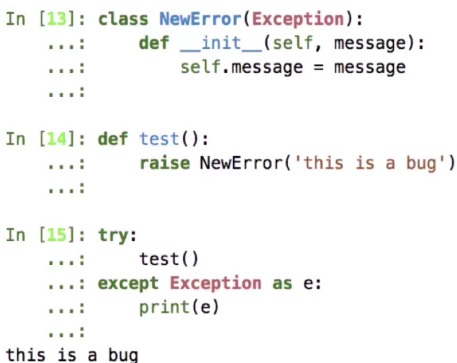 In [13]: class NewError(Exception):
    ...:     def __init__(self, message):
    ...:         self.message = message
    ...:
In [14]: def test():
    ...:     raise NewError('this is a bug')
    ...:
In [15]: try:
    ...:     test()
    ...: except Exception as e:
    ...:     print(e)
    ...:
this is a bug